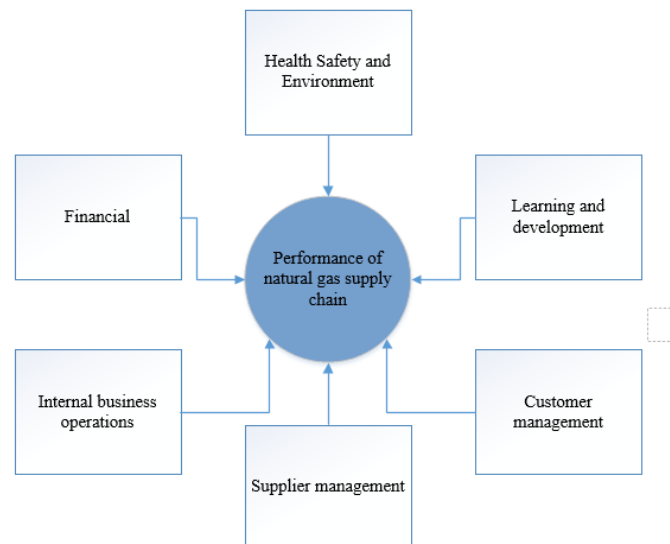 Health Safety and
Environment
Financial
Learning and
development
Performance of
natural gas supply
chain
Internal business
operations
Customer
management
Supplier management